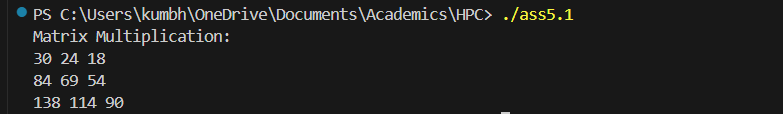 PS C:\Users\kumbh\OneDrive\Documents\Academics\HPC> ./ass5.1
Matrix Multiplication:
30 24 18
84 69 54
138 114 90